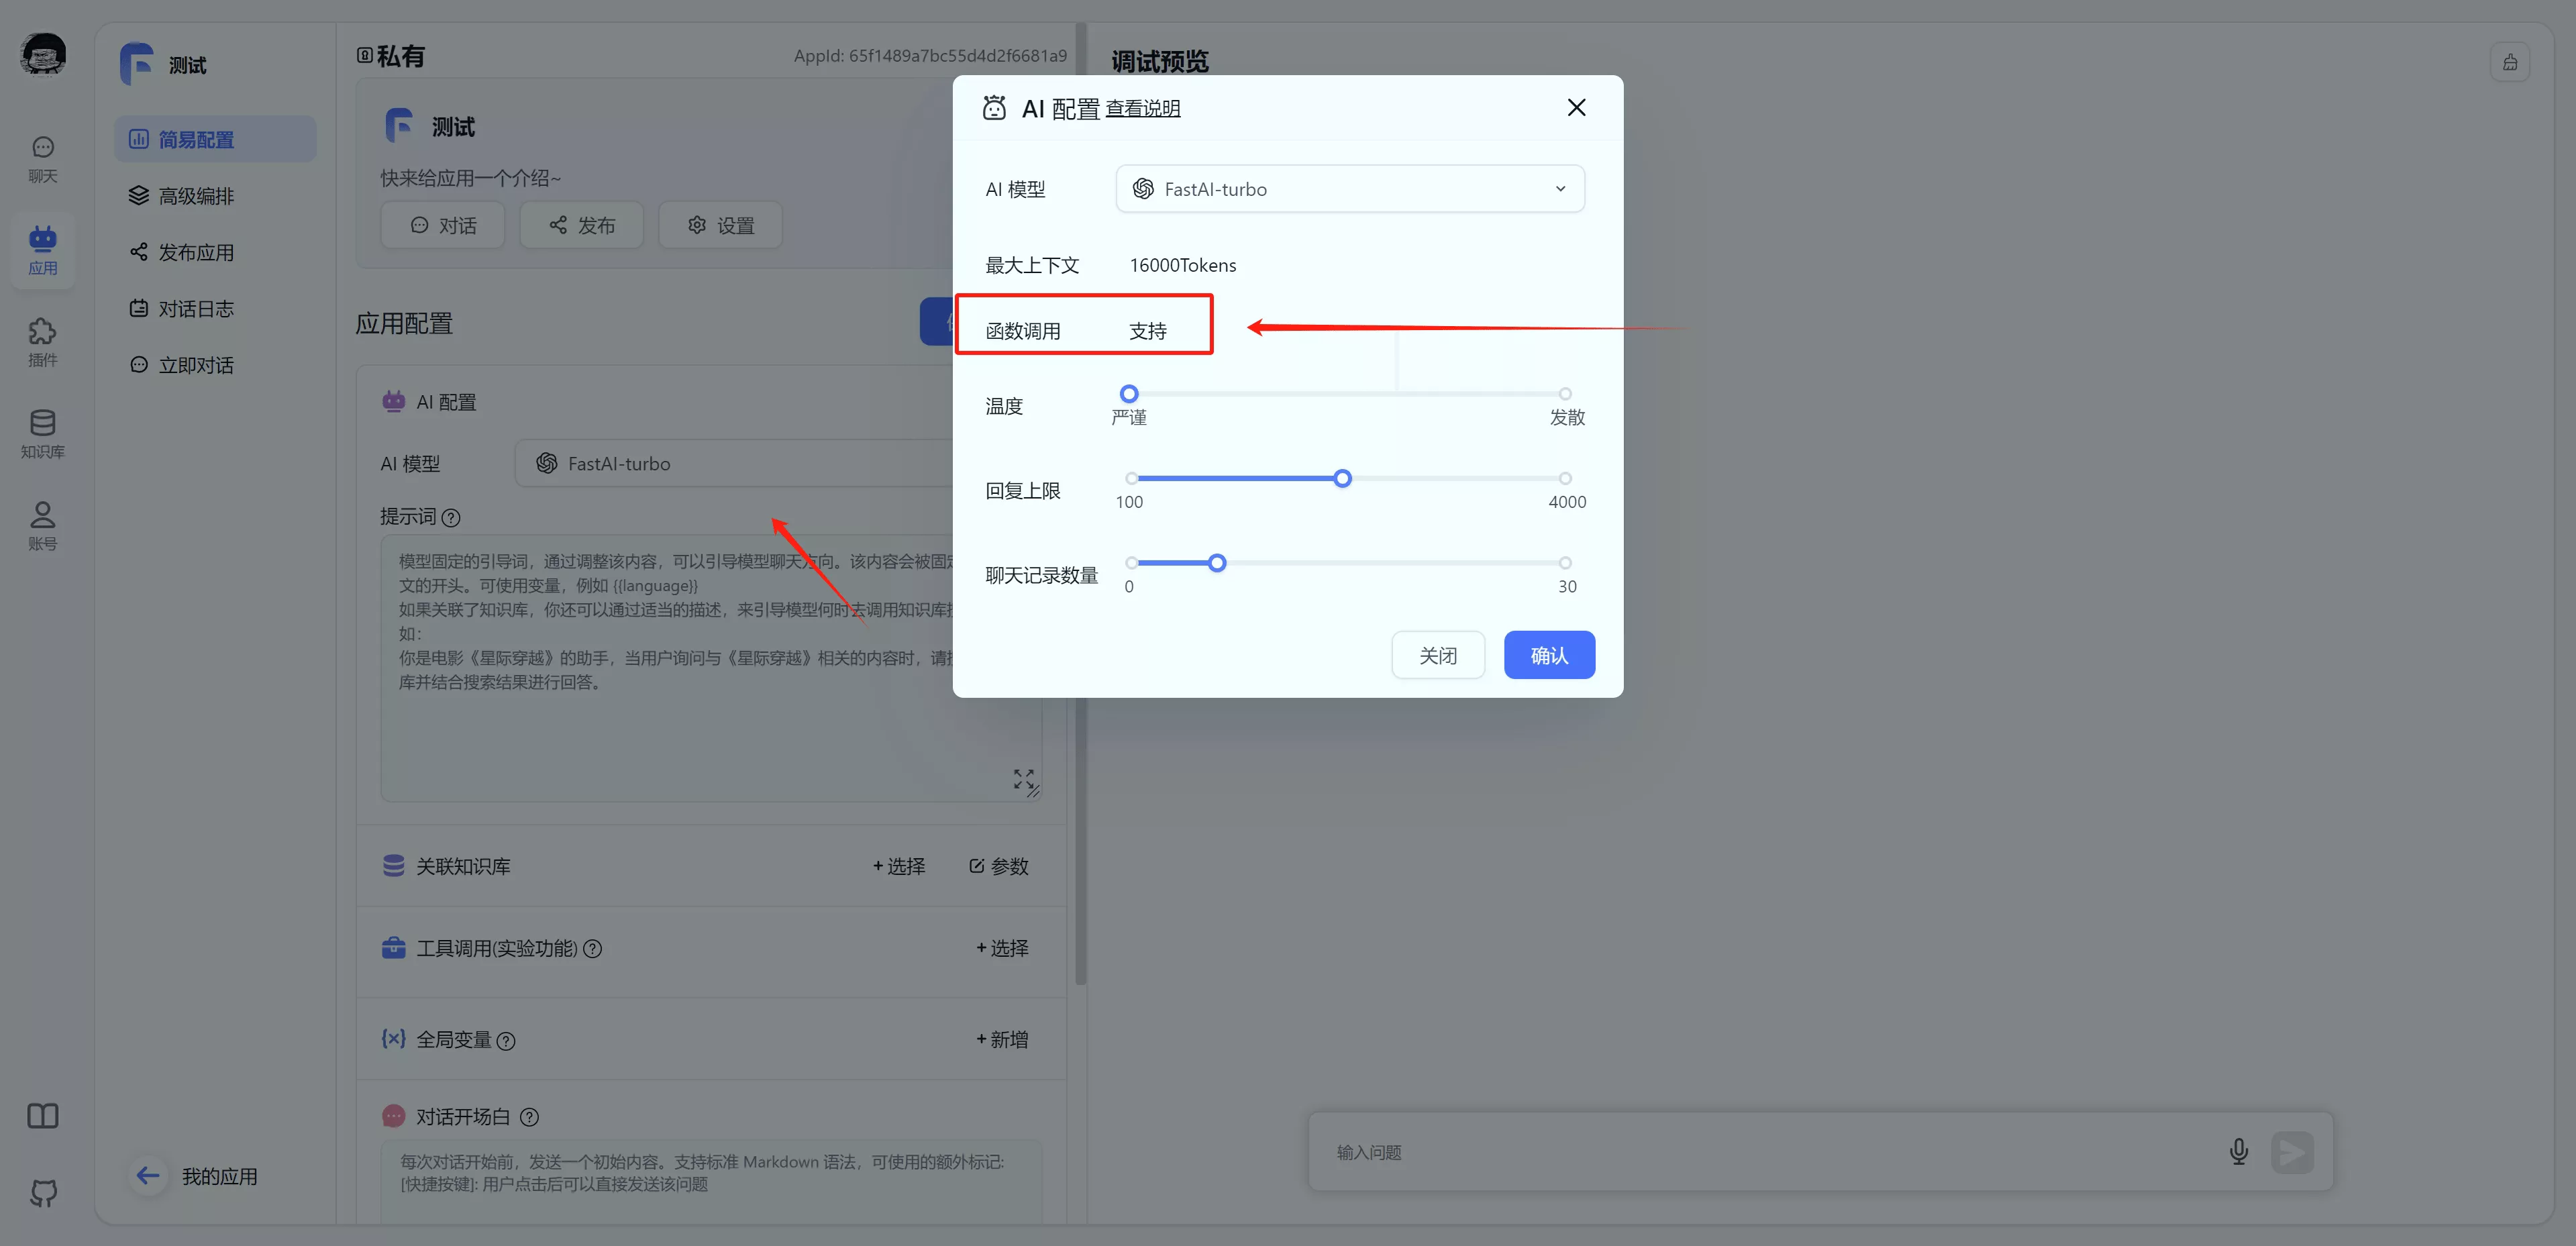 测试
私有
AppId: 65f1489a7bc55d4d2f6681a9
调试预览
聊天
应用
插件
知识库
账号
简易配置
高级编排
发布应用
对话日志
立即对话
我的应用
测试
快来给应用一个介绍~
对话
发布
设置
应用配置
AI 配置
AI 模型
FastAI-turbo
提示词
模型固定的引导词，通过调整该内容，可以引导模型聊天方向。该内容会被固定
文的开头。可使用变量，例如 {{language}}
如果关联了知识库，你还可以通过适当的描述，来引导模型何时去调用知识库
如：
你是电影《星际穿越》的助手，当用户询问与《星际穿越》相关的内容时，请
库并结合搜索结果进行回答。
关联知识库
+选择
参数
工具调用(实验功能)
+选择
全局变量
+新增
对话开场白
每次对话开始前，发送一个初始内容。支持标准 Markdown 语法，可使用的额外标记:
[快捷按键]: 用户点击后可以直接发送该问题
AI 配置 查看说明
AI 模型
FastAI-turbo
最大上下文
16000Tokens
函数调用
支持
温度
严谨
发散
回复上限
100
4000
聊天记录数量
0
30
关闭
确认
输入问题